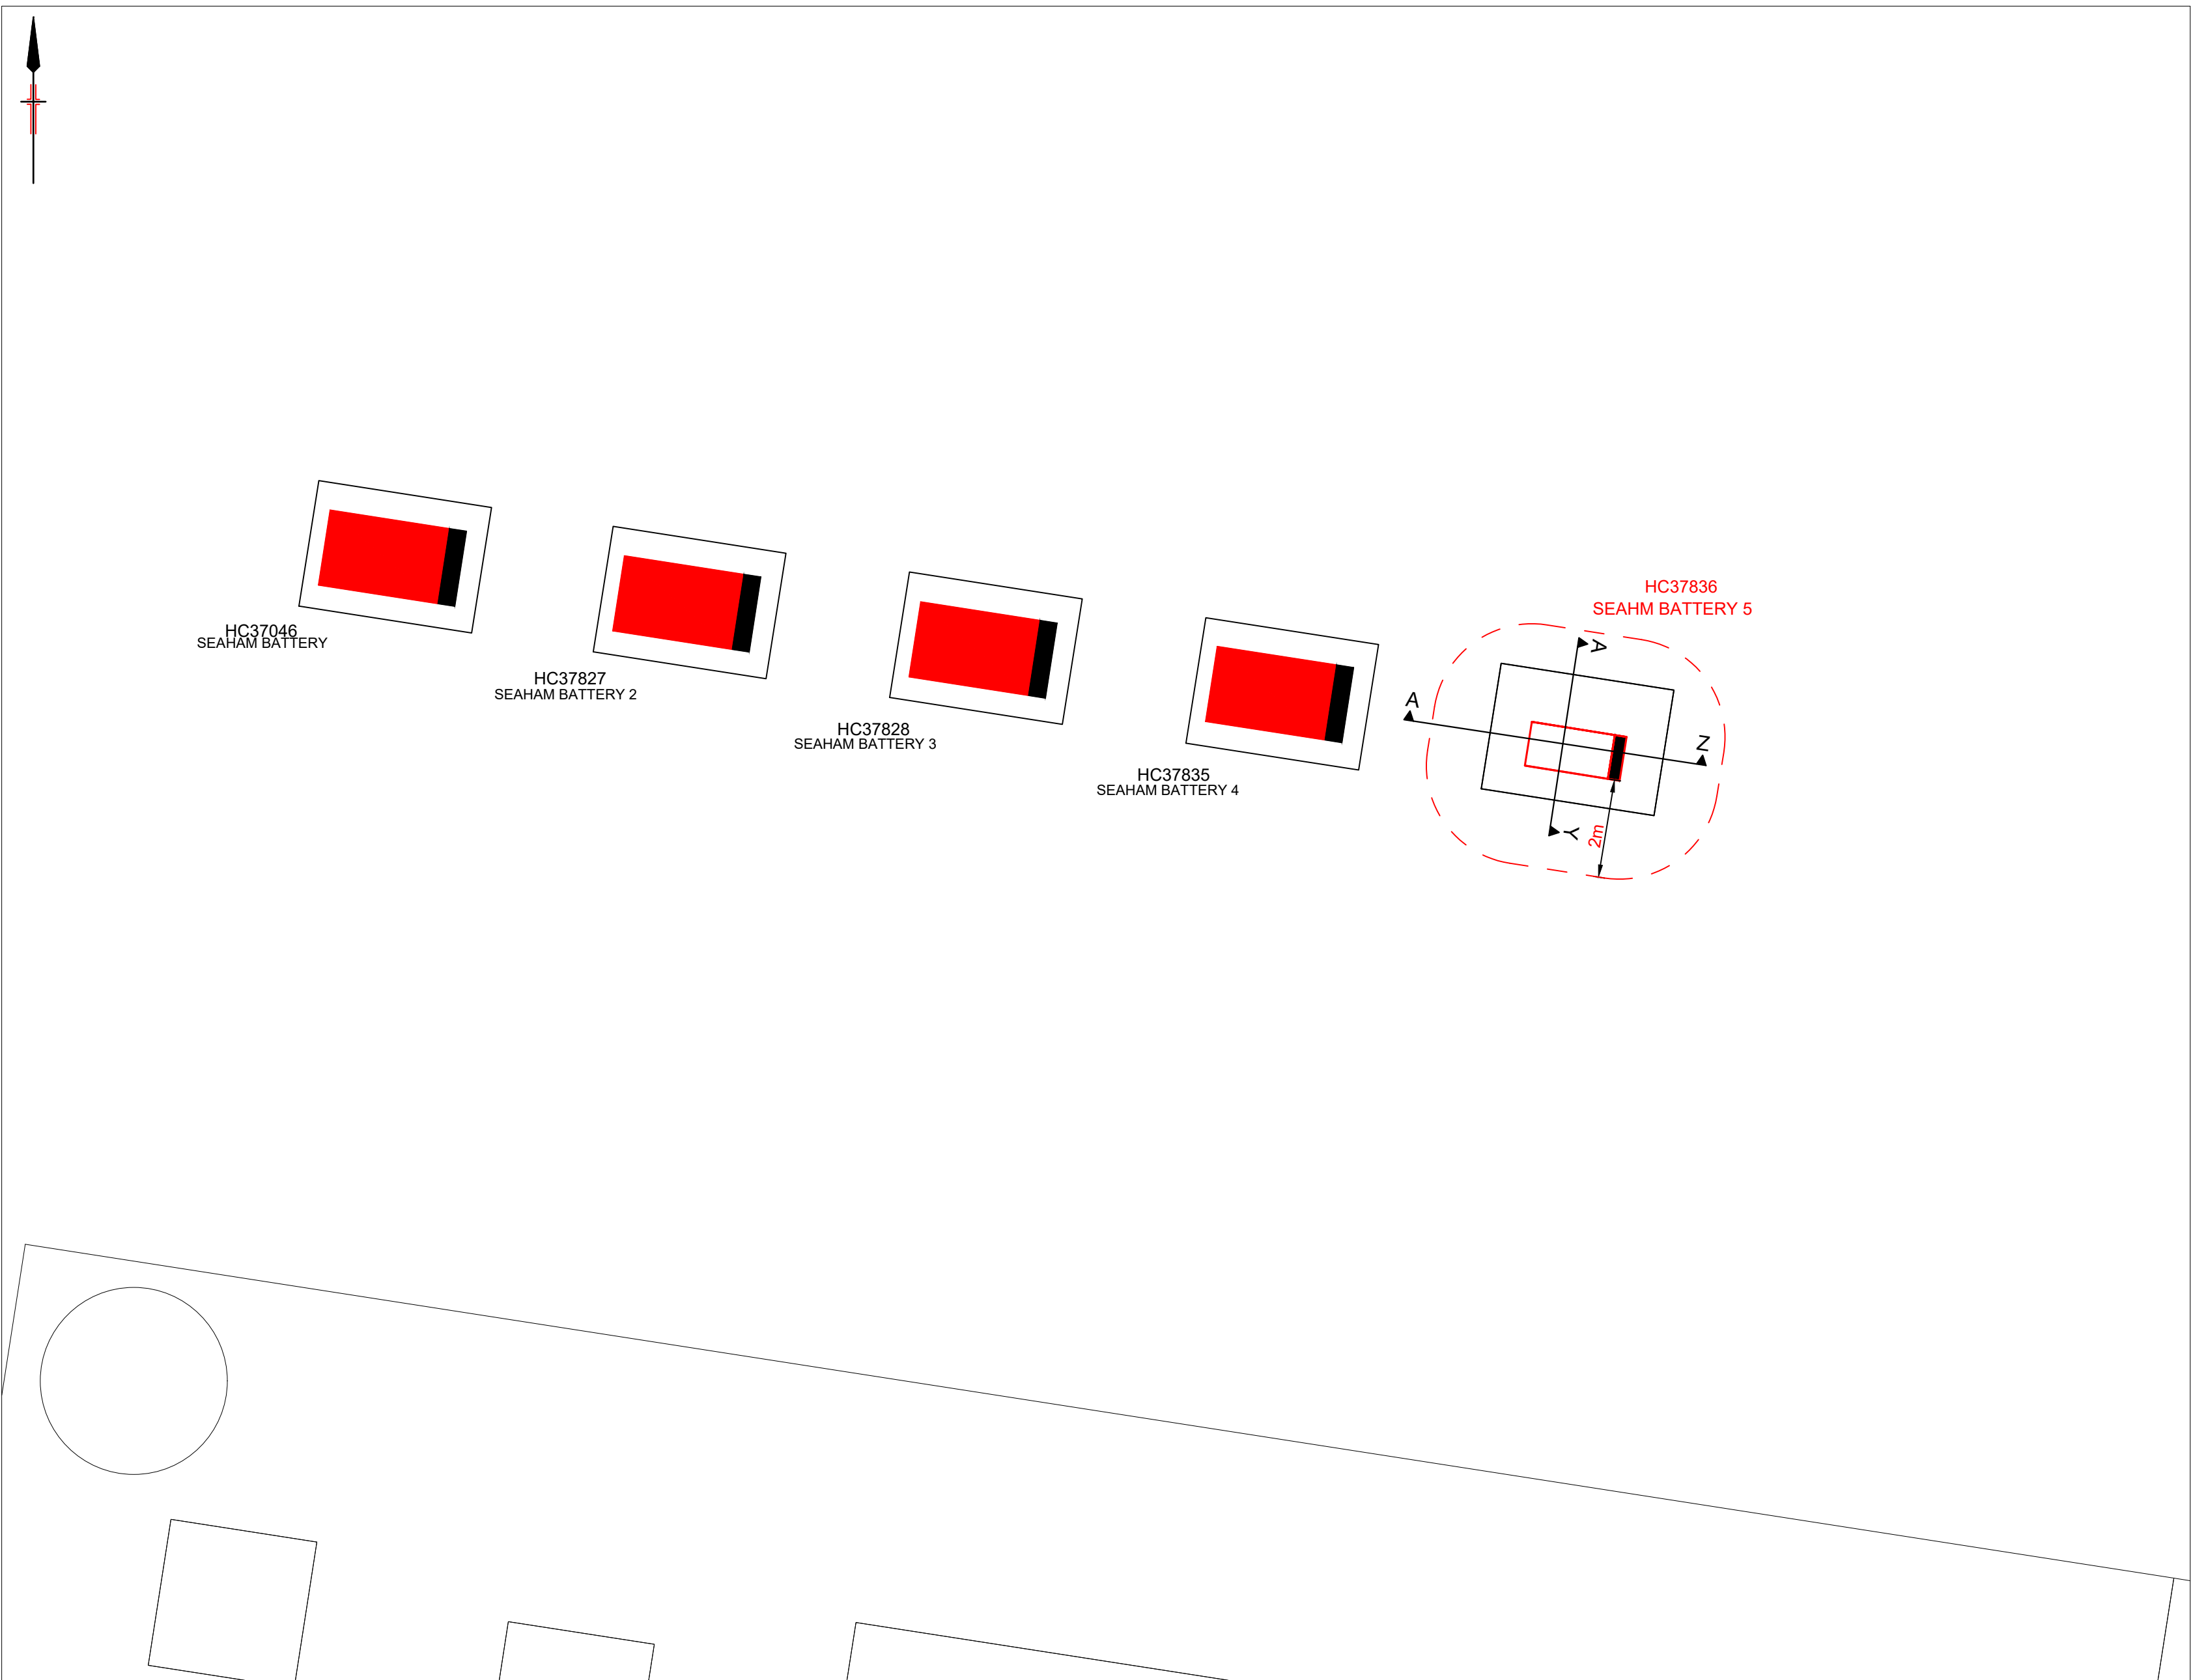 HC37046
SEAHAM BATTERY
HC37827
SEAHAM BATTERY 2
HC37828
SEAHAM BATTERY 3
HC37835
SEAHAM BATTERY 4
HC37836
SEAHM BATTERY 5
A
A
Z
Y
2m